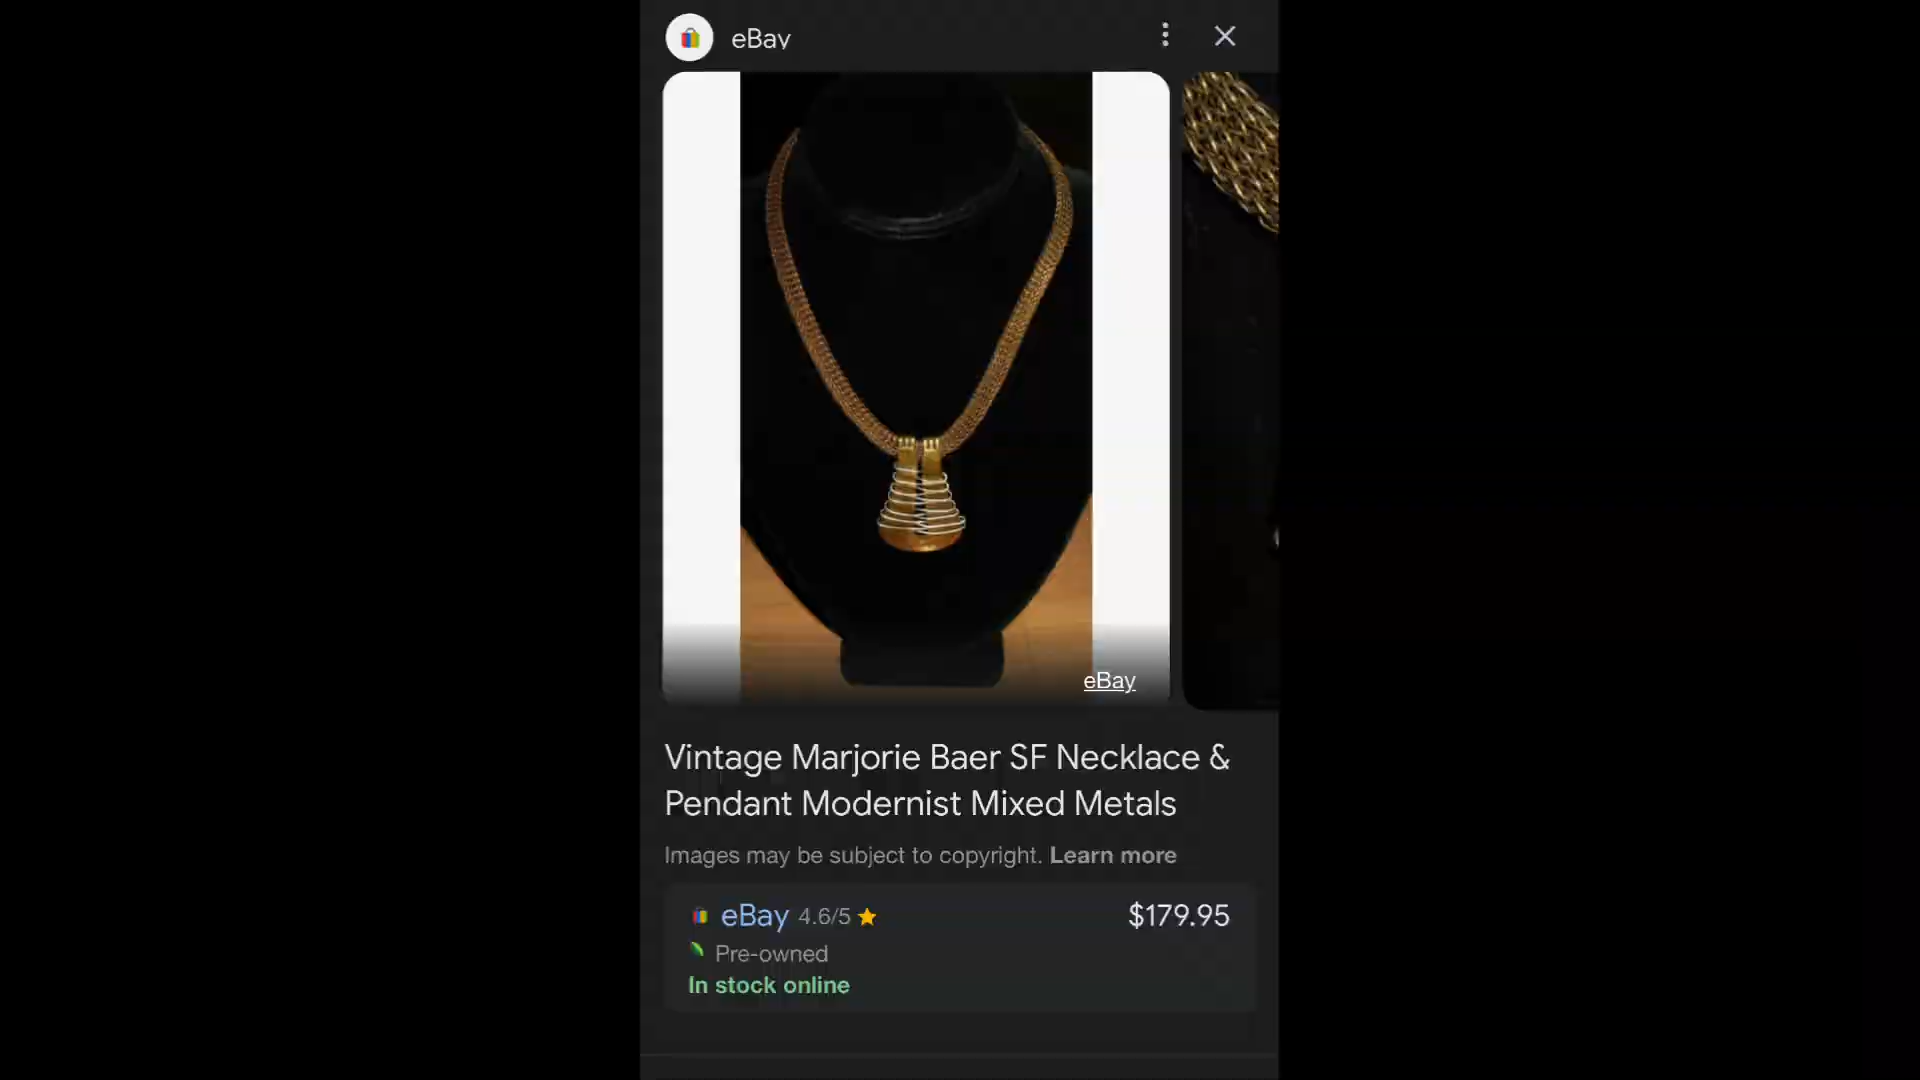 eBay
eBay
Vintage Marjorie Baer SF Necklace &
Pendant Modernist Mixed Metals
Images may be subject to copyright. Learn more
eBay 4.6/5 $179.95
Pre-owned
In stock online